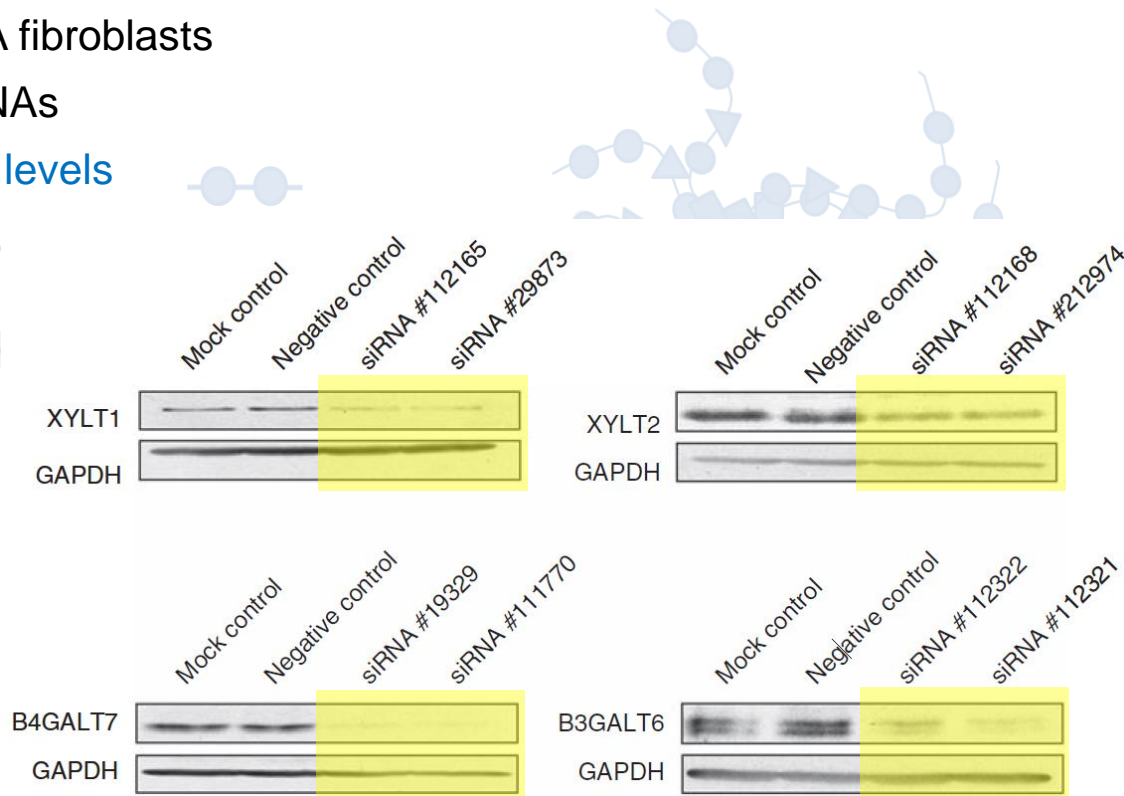 A fibroblasts
NAs
levels
Mock control
Negative control
siRNA #112165
siRNA #29873
XYLT1
GAPDH
Mock control
Negative control
siRNA #112168
siRNA #212974
XYLT2
GAPDH
Mock control
Negative control
siRNA #19329
siRNA #111770
B4GALT7
GAPDH
Mock control
Negative control
siRNA #112322
siRNA #112321
B3GALT6
GAPDH